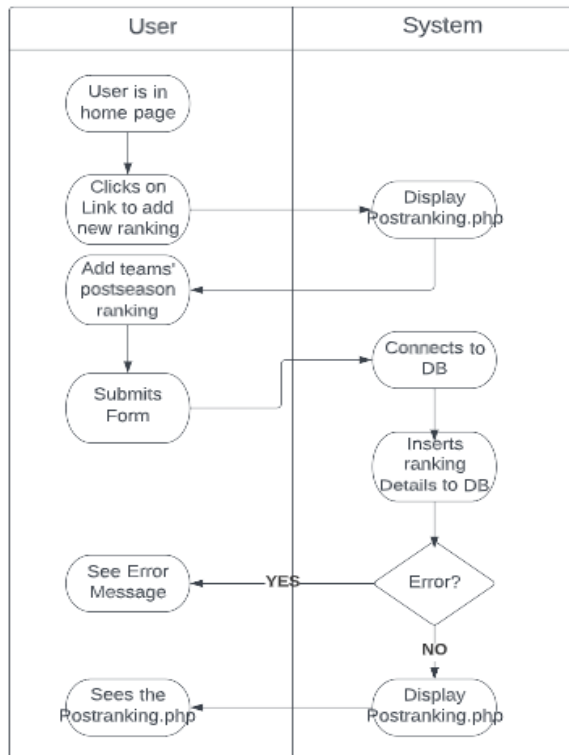 User
System
User is in
home page
Clicks on
Link to add
new ranking
Display
Postranking.php
Add teams'
postseason
ranking
Connects to
DB
Submits
Form
Inserts
ranking
Details to DB
Error?
YES
See Error
Message
NO
Display
Postranking.php
Sees the
Postranking.php